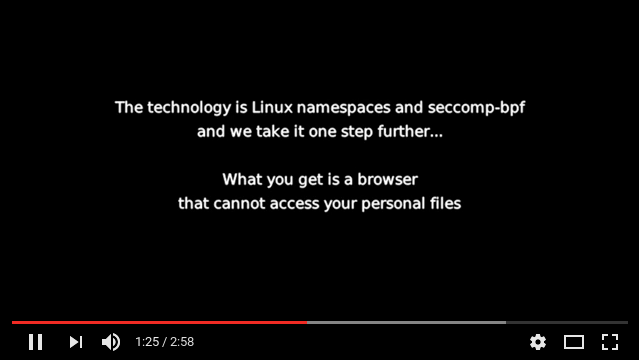 The technology is Linux namespaces and seccomp-bpf
and we take it one step further...
What you get is a browser
that cannot access your personal files
1:25 / 2:58